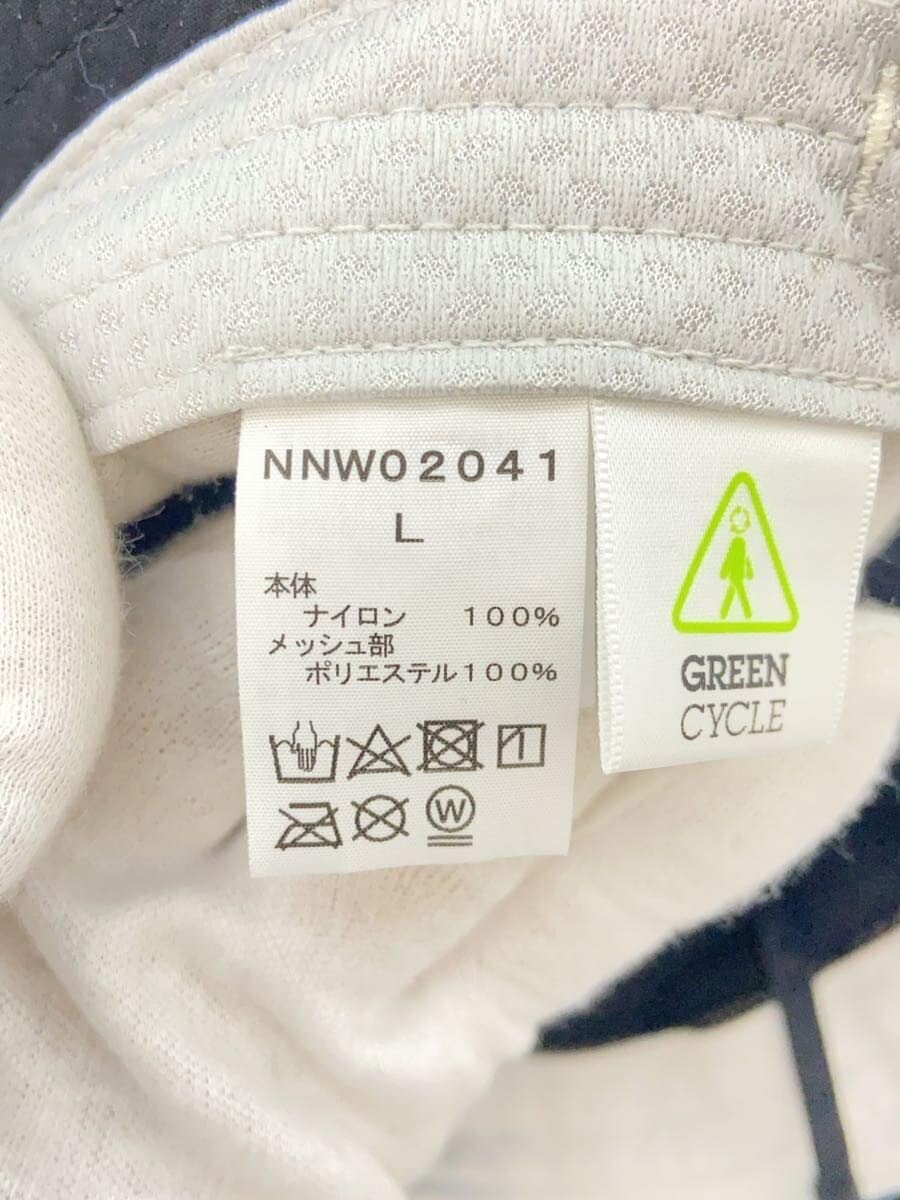 NNW02041
L
本体
ナイロン 100%
メッシュ部
ポリエステル100%
1
W
GREEN
CYCLE